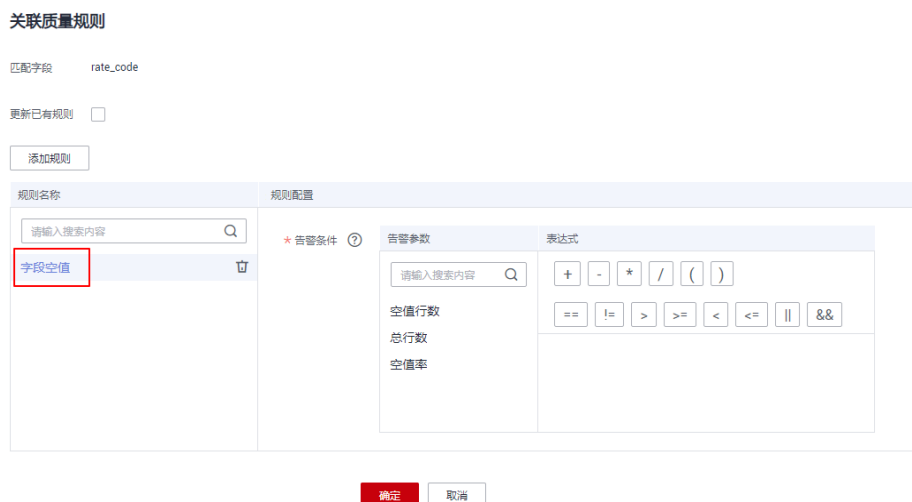 关联质量规则
匹配字段 rate_code
更新已有规则
添加规则
规则名称 规则配置
请输入搜索内容
字段空值
* 告警条件 ? 告警参数 表达式
请输入搜索内容
+ - * / ( )
== != > >= < <= || &&
空值行数
总行数
空值率
确定 取消